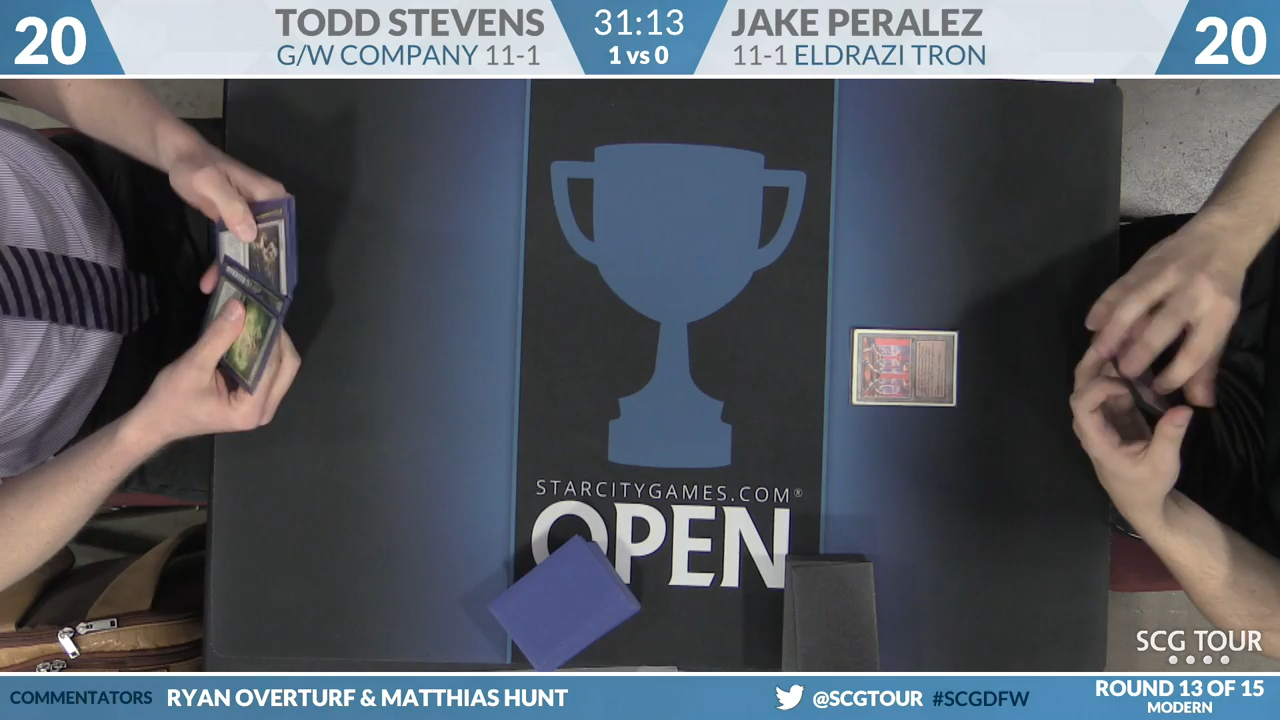 20
TODD STEVENS
G/W COMPANY 11-1
31:13
1 vs 0
JAKE PERALEZ
11-1 ELDRAZI TRON
20
STARCITYGAMES.COM®
OPEN
SCG TOUR
COMMENTATORS RYAN OVERTURF & MATTHIAS HUNT
@SCGTOUR #SCGDFW
ROUND 13 OF 15
MODERN